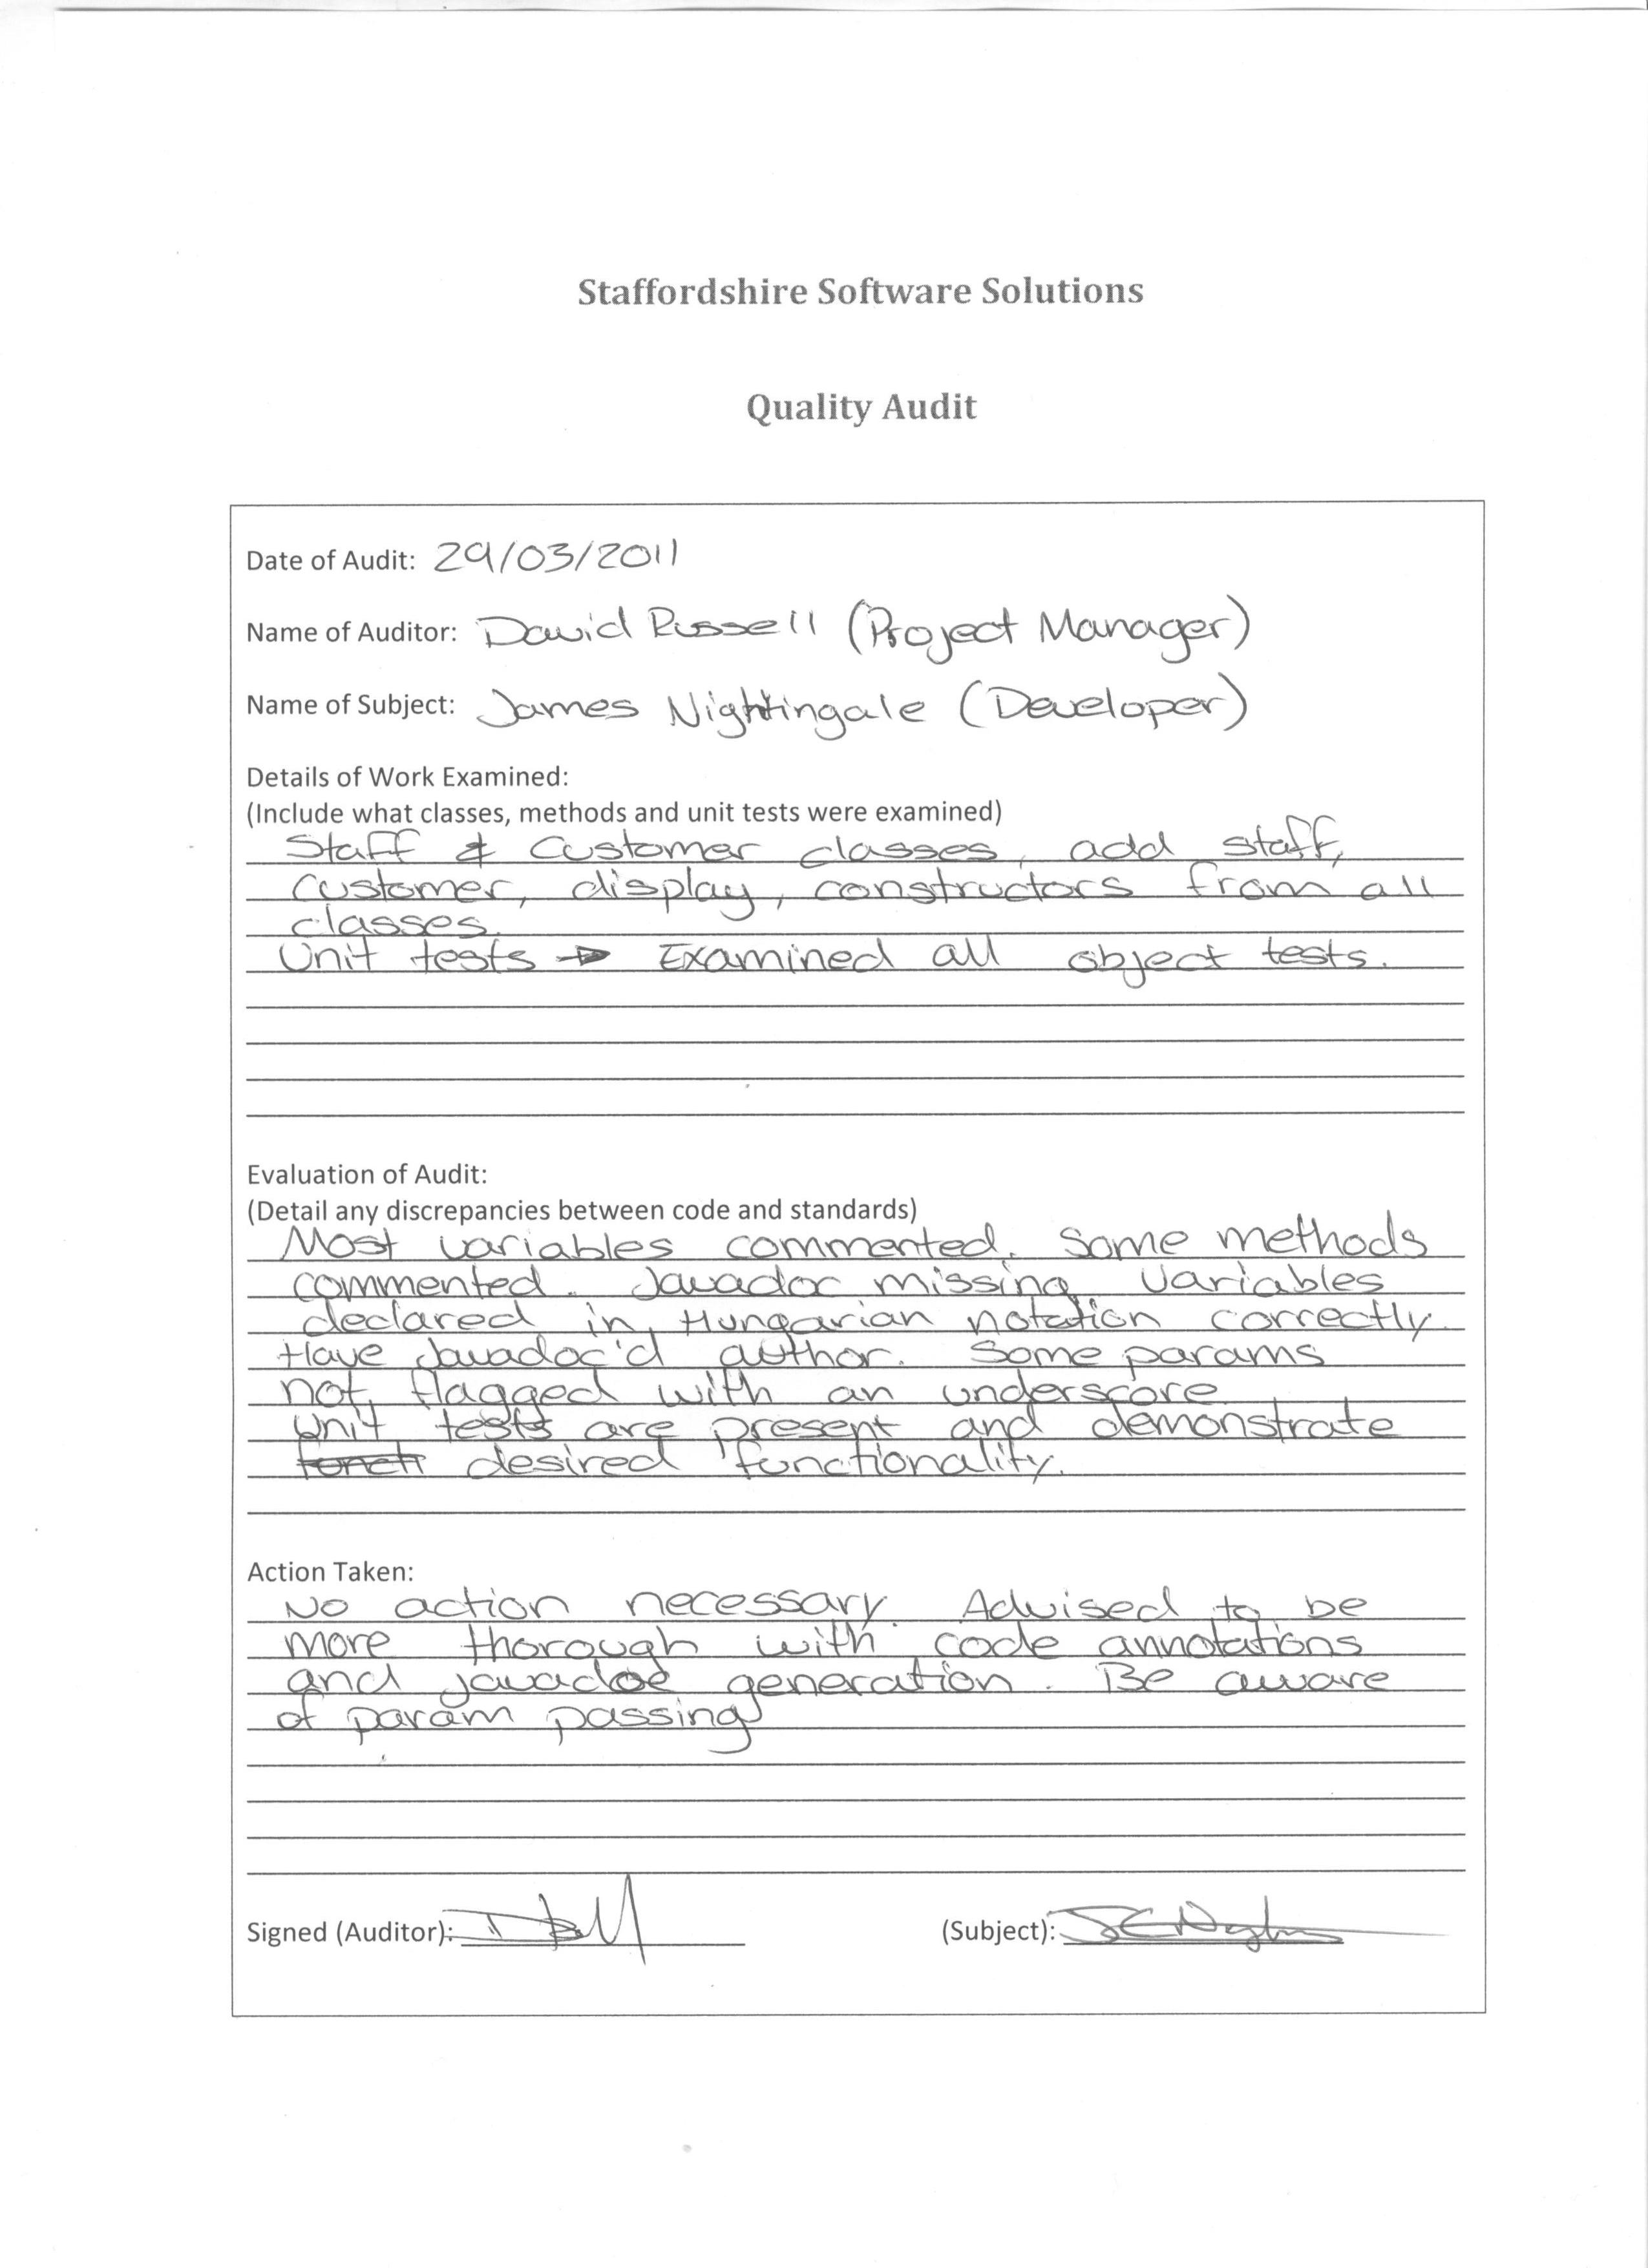 Staffordshire Software Solutions
Quality Audit
Date of Audit: 29/03/2011
Name of Auditor: David Russell (Project Manager)
Name of Subject: James Nightingale (Developer)
Details of Work Examined:
(Include what classes, methods and unit tests were examined)
Staff & Customer classes, add staff,
customer, display, constructors from all
classes.
Unit tests → Examined all object tests.
Evaluation of Audit:
(Detail any discrepancies between code and standards)
Most variables commented. Some methods
commented. Javadoc missing. Variables
declared in Hungarian notation correctly.
Have Javadoc'd author. Some params
not flagged with an underscore.
Unit tests are present and demonstrate
desired functionality.
Action Taken:
No action necessary. Advised to be
more thorough with code annotations
and javadoc generation. Be aware
of param passing
Signed (Auditor):
(Subject):